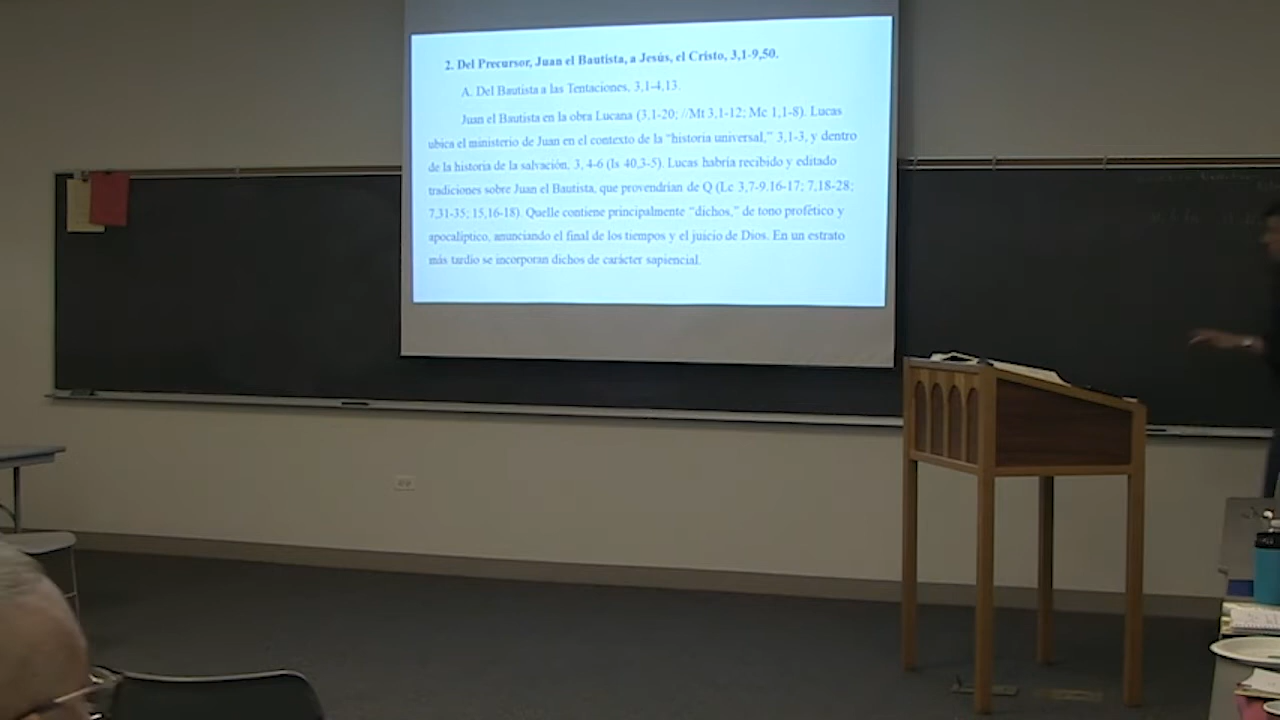 2. Del Precursor, Juan el Bautista, a Jesús, el Cristo, 3,1-9,50.
A. Del Bautista a las Tentaciones, 3,1-4,13.
Juan el Bautista en la obra Lucana (3,1-20; //Mt 3,1-12; Mc 1,1-8). Lucas
ubica el ministerio de Juan en el contexto de la “historia universal,” 3,1-3, y dentro
de la historia de la salvación, 3, 4-6 (Is 40,3-5). Lucas habría recibido y editado
tradiciones sobre Juan el Bautista, que provendrían de Q (Lc 3,7-9.16-17; 7,18-28;
7,31-35; 15,16-18). Quelle contiene principalmente “dichos,” de tono profético y
apocalíptico, anunciando el final de los tiempos y el juicio de Dios. En un estrato
más tardío se incorporan dichos de carácter sapiencial.